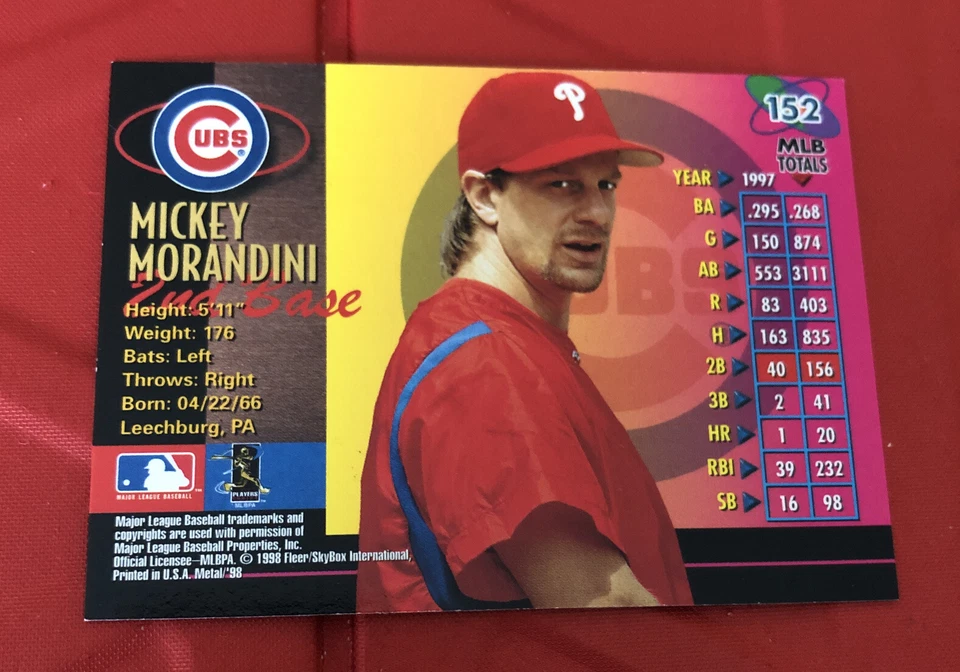 CUBS
MICKEY
MORANDINI
2nd Base
Height: 5'11"
Weight: 176
Bats: Left
Throws: Right
Born: 04/22/66
Leechburg, PA
MAJOR LEAGUE BASEBALL
PLAYERS
MLBPA
Major League Baseball trademarks and
copyrights are used with permission of
Major League Baseball Properties, Inc.
Official Licensee–MLBPA. © 1998 Fleer/SkyBox International,
Printed in U.S.A. Metal/'98
P
CUBS
152
MLB
TOTALS
YEAR 1997
BA .295 .268
G 150 874
AB 553 3111
R 83 403
H 163 835
2B 40 156
3B 2 41
HR 1 20
RBI 39 232
SB 16 98